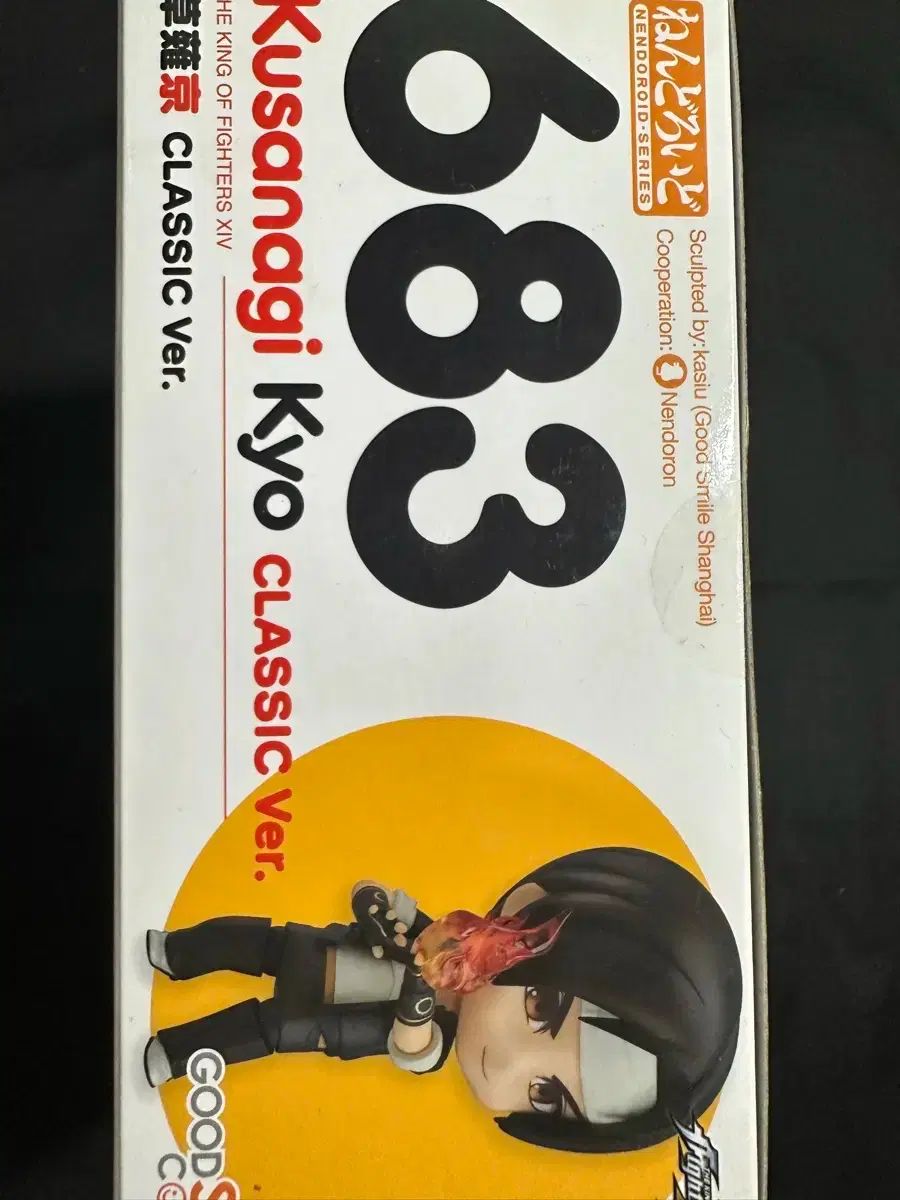 ねんどろいど
NENDOROID-SERIES
Sculpted by: kasiu (Good Smile Shanghai)
Cooperation: Nendoron
683
Kusanagi Kyo CLASSIC Ver.
HE KING OF FIGHTERS XIV
草薙京 CLASSIC Ver.
GOOD S
CO